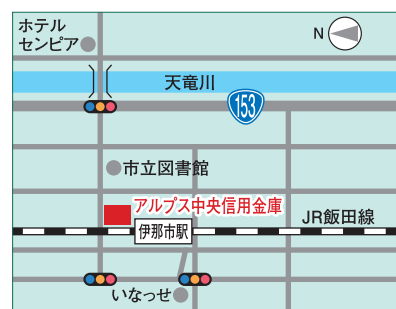 ホテル
センピア
N
天竜川
153
市立図書館
アルプス中央信用金庫
JR飯田線
伊那市駅
いなっせ